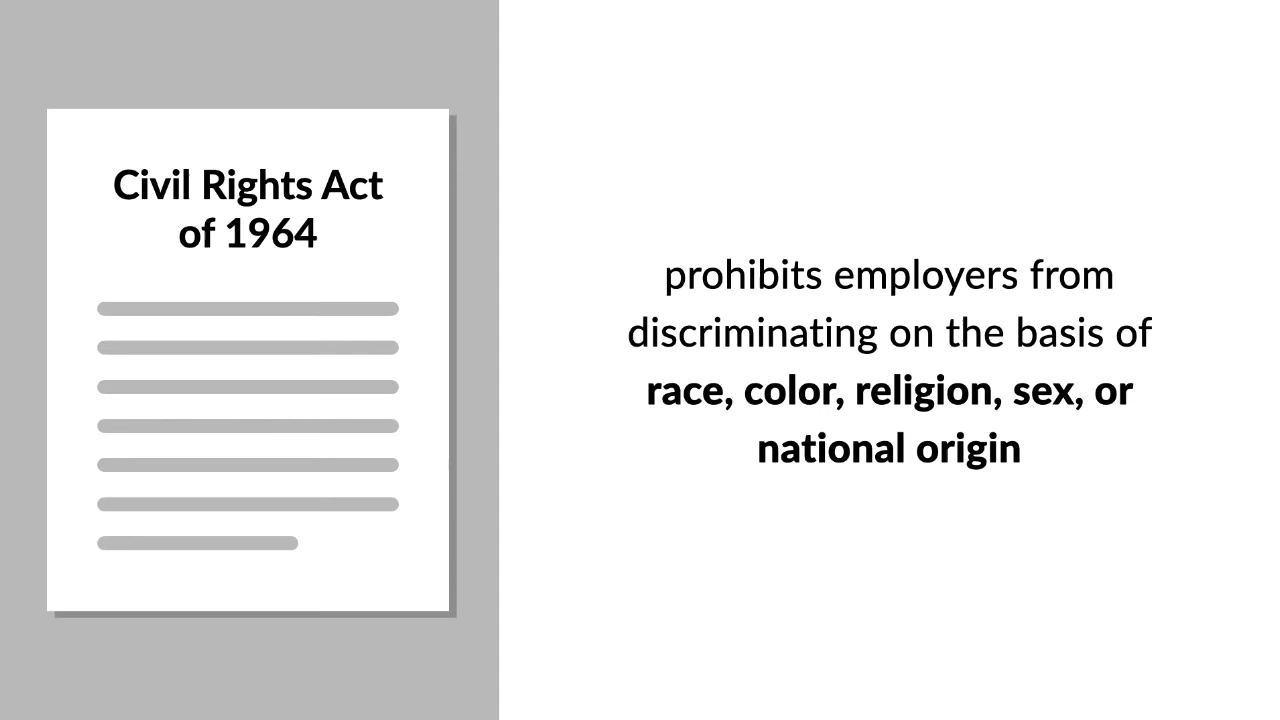 Civil Rights Act
of 1964
prohibits employers from
discriminating on the basis of
race, color, religion, sex, or
national origin